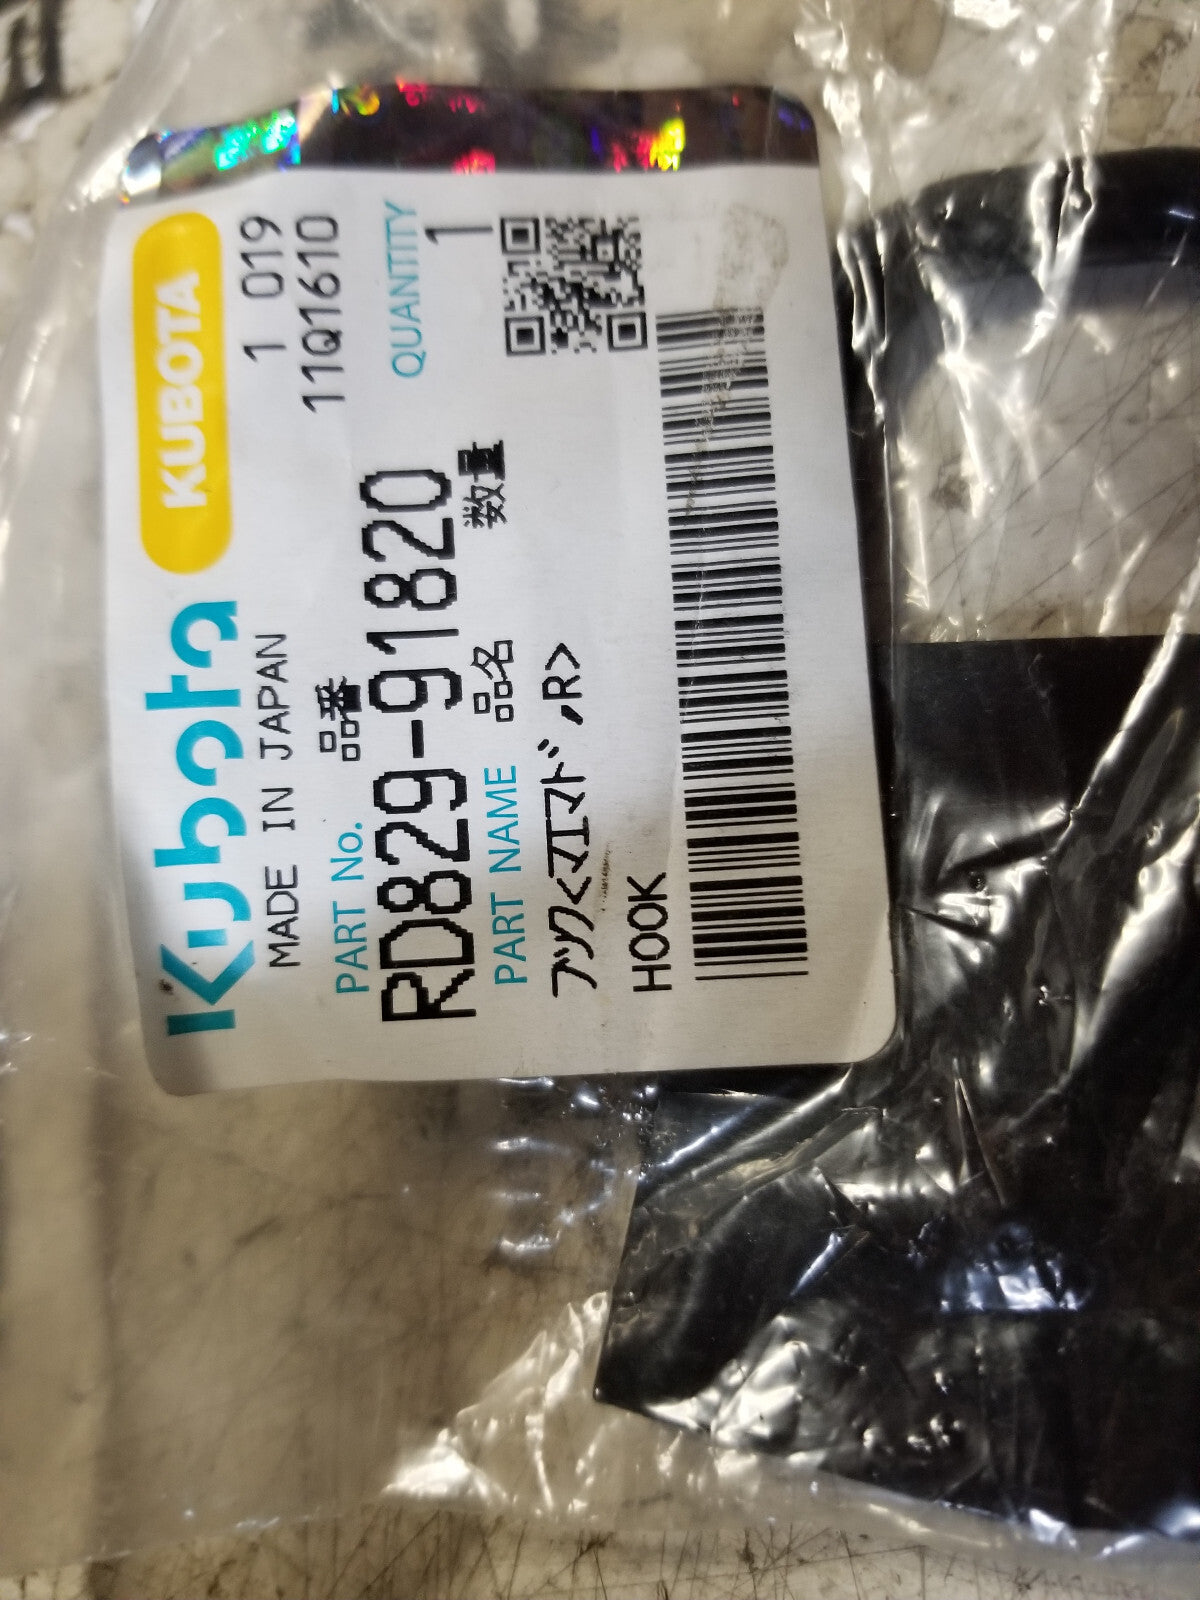 Kubota KUBOTA
MADE IN JAPAN 1 019
11Q1610
PART No. 品番 QUANTITY
RD829-91820 数量 1
PART NAME 品名
フック<マエマド,R>
HOOK